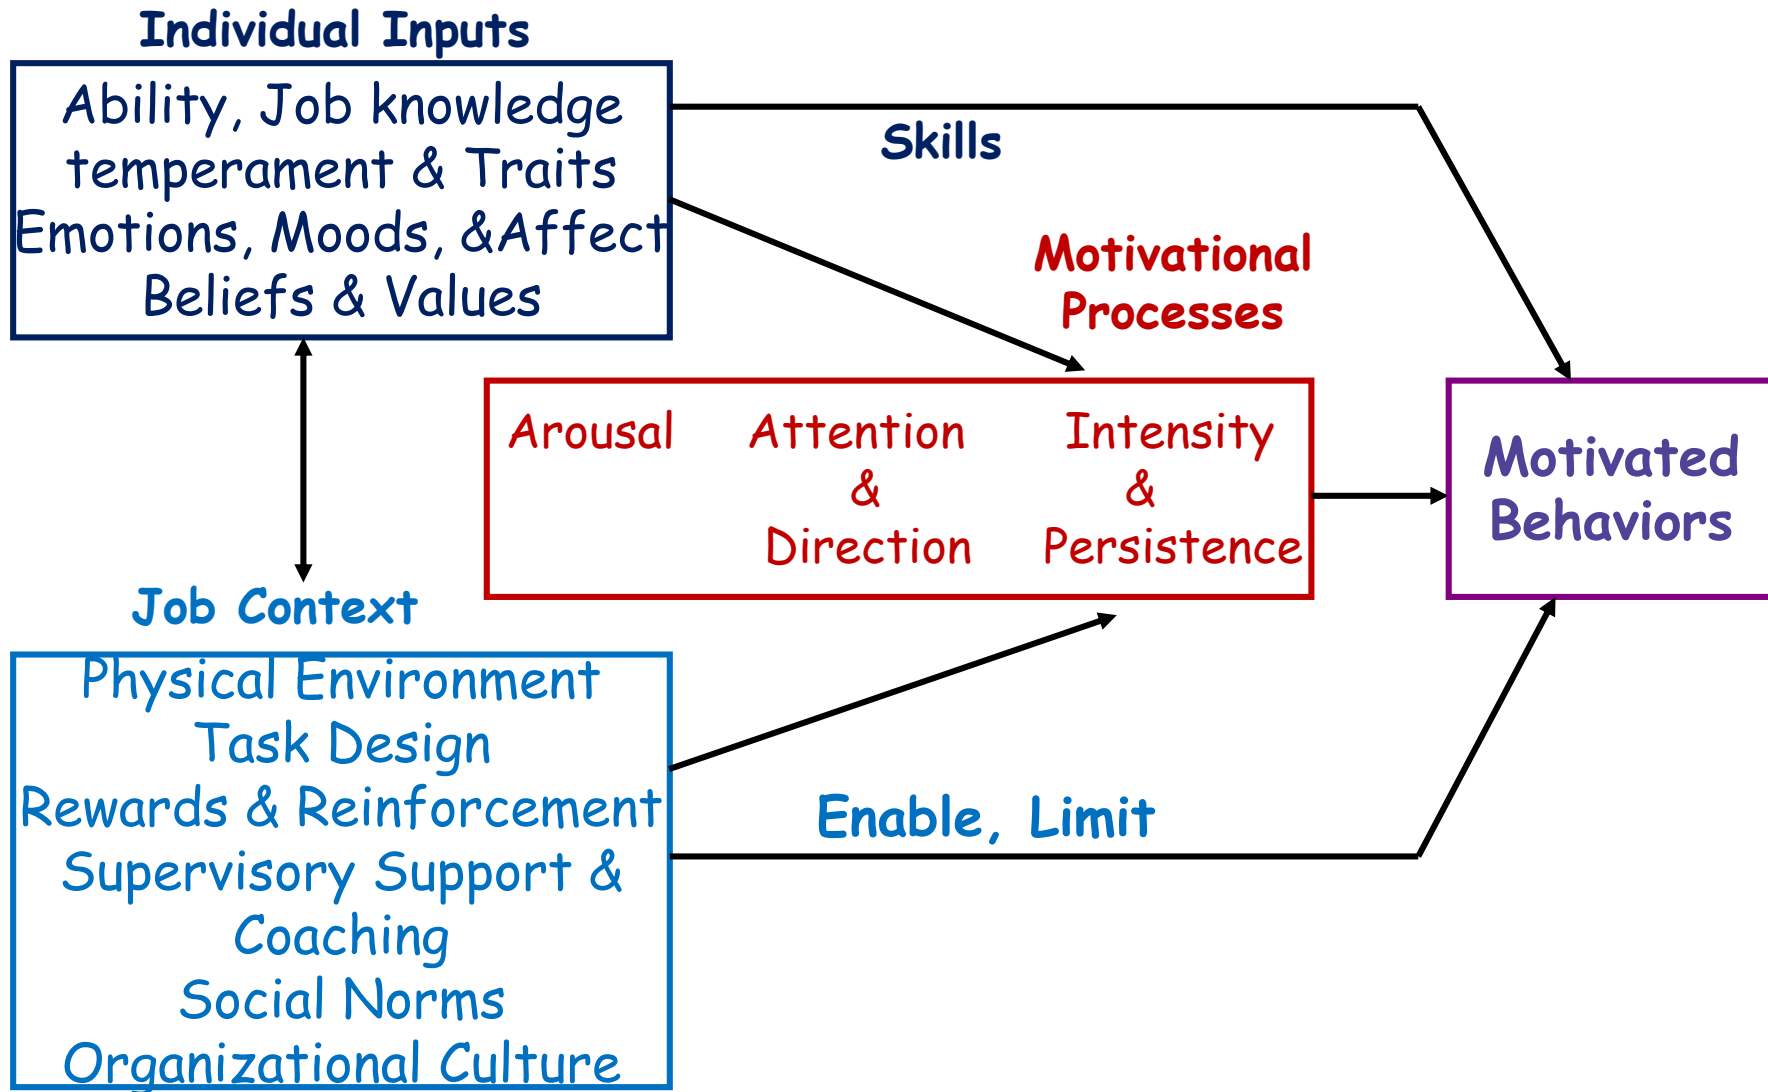 Individual Inputs
Ability, Job knowledge
temperament & Traits
Emotions, Moods, &Affect
Beliefs & Values
Skills
Motivational
Processes
Arousal Attention Intensity
& &
Direction Persistence
Motivated
Behaviors
Job Context
Physical Environment
Task Design
Rewards & Reinforcement
Supervisory Support &
Coaching
Social Norms
Organizational Culture
Enable, Limit